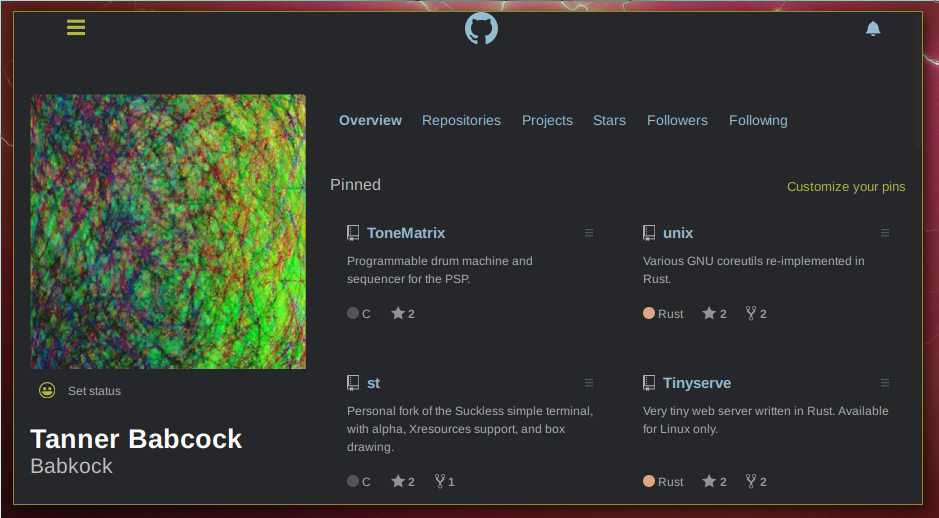 Overview Repositories Projects Stars Followers Following
Pinned
Customize your pins
ToneMatrix
Programmable drum machine and
sequencer for the PSP.
C 2
unix
Various GNU coreutils re-implemented in
Rust.
Rust 2 2
st
Personal fork of the Suckless simple terminal,
with alpha, Xresources support, and box
drawing.
C 2 1
Tinyserve
Very tiny web server written in Rust. Available
for Linux only.
Rust 2 2
Set status
Tanner Babcock
Babkock